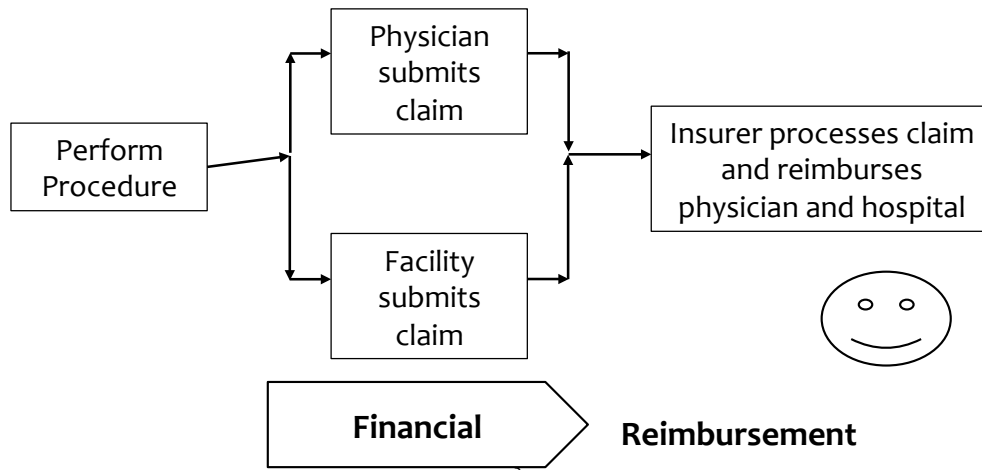 Perform
Procedure
Physician
submits
claim
Facility
submits
claim
Insurer processes claim
and reimburses
physician and hospital
Financial
Reimbursement